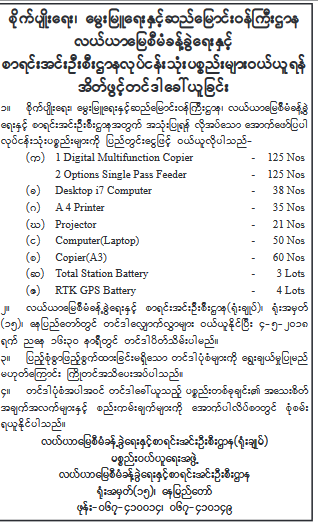 စိုက်ပျိုးရေး၊ မွေးမြူရေးနှင့်ဆည်မြောင်းဝန်ကြီးဌာန
လယ်ယာမြေစီမံခန့်ခွဲရေးနှင့်
စာရင်းအင်းဦးစီးဌာနလုပ်ငန်းသုံးပစ္စည်းများဝယ်ယူရန်
အိတ်ဖွင့်တင်ဒါခေါ်ယူခြင်း
၁။ စိုက်ပျိုးရေး၊ မွေးမြူရေးနှင့်ဆည်မြောင်းဝန်ကြီးဌာန၊ လယ်ယာမြေစီမံခန့်ခွဲ
ရေးနှင့် စာရင်းအင်းဦးစီးဌာနအတွက် အသုံးပြုရန် လိုအပ်သော အောက်ဖော်ပြပါ
လုပ်ငန်းသုံးပစ္စည်းများကို ပြည်တွင်းငွေဖြင့် ဝယ်ယူလိုပါသည်-
(က) 1 Digital Multifunction Copier - 125 Nos
2 Options Single Pass Feeder - 125 Nos
(ခ) Desktop i7 Computer - 38 Nos
(ဂ) A 4 Printer - 35 Nos
(ဃ) Projector - 21 Nos
(င) Computer(Laptop) - 50 Nos
(စ) Copier(A3) - 60 Nos
(ဆ) Total Station Battery - 3 Lots
(ဇ) RTK GPS Battery - 4 Lots
၂။ လယ်ယာမြေစီမံခန့်ခွဲရေးနှင့် စာရင်းအင်းဦးစီးဌာန(ရုံးချုပ်)၊ ရုံးအမှတ်
(၁၅)၊ နေပြည်တော်တွင် တင်ဒါလျှောက်လွှာများ ဝယ်ယူနိုင်ပြီး ၄-၅-၂၀၁၈
ရက် ညနေ ၁၆း၃၀ နာရီတွင် တင်ဒါပိတ်သိမ်းပါမည်။
၃။ ပြည့်စုံစွာဖြည့်စွက်ထားခြင်းမရှိသော တင်ဒါပုံစံများကို ရွေးချယ်မှုပြုမည်
မဟုတ်ကြောင်း ကြိုတင်အသိပေးအပ်ပါသည်။
၄။ တင်ဒါပုံစံအပါအဝင် တင်ဒါခေါ်ယူသည့် ပစ္စည်းတစ်ခုချင်း၏ အသေးစိတ်
အချက်အလက်များနှင့် စည်းကမ်းချက်များကို အောက်ပါလိပ်စာတွင် စုံစမ်း
ရယူနိုင်ပါသည်။
လယ်ယာမြေစီမံခန့်ခွဲရေးနှင့်စာရင်းအင်းဦးစီးဌာန(ရုံးချုပ်)
ပစ္စည်းဝယ်ယူရေးအဖွဲ့
လယ်ယာမြေစီမံခန့်ခွဲရေးနှင့်စာရင်းအင်းဦးစီးဌာန
ရုံးအမှတ်(၁၅)၊ နေပြည်တော်
ဖုန်း-၀၆၇-၄၁၀၀၁၄၊ ၀၆၇-၄၁၀၁၄၉